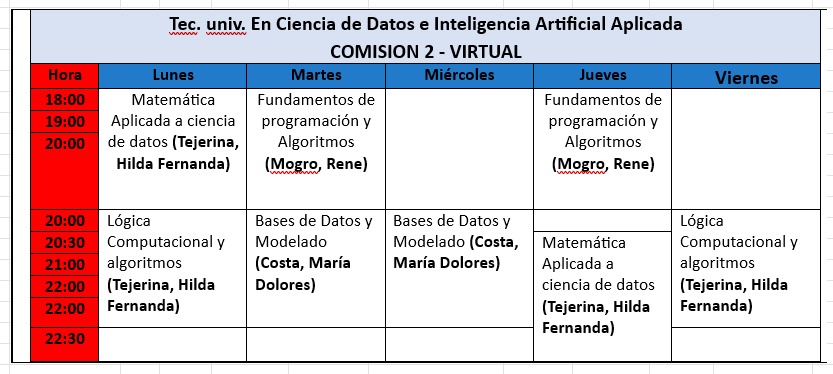 Tec. univ. En Ciencia de Datos e Inteligencia Artificial Aplicada
COMISION 2 - VIRTUAL
Hora Lunes Martes Miércoles Jueves Viernes
18:00
19:00
20:00
Matemática
Aplicada a ciencia
de datos (Tejerina,
Hilda Fernanda)
Fundamentos de
programación y
Algoritmos
(Mogro, Rene)
Fundamentos de
programación y
Algoritmos
(Mogro, Rene)
20:00
20:30
21:00
22:00
22:00
22:30
Lógica
Computacional y
algoritmos
(Tejerina, Hilda
Fernanda)
Bases de Datos y
Modelado
(Costa, María
Dolores)
Bases de Datos y
Modelado (Costa,
María Dolores)
Matemática
Aplicada a
ciencia de datos
(Tejerina, Hilda
Fernanda)
Lógica
Computacional y
algoritmos
(Tejerina, Hilda
Fernanda)